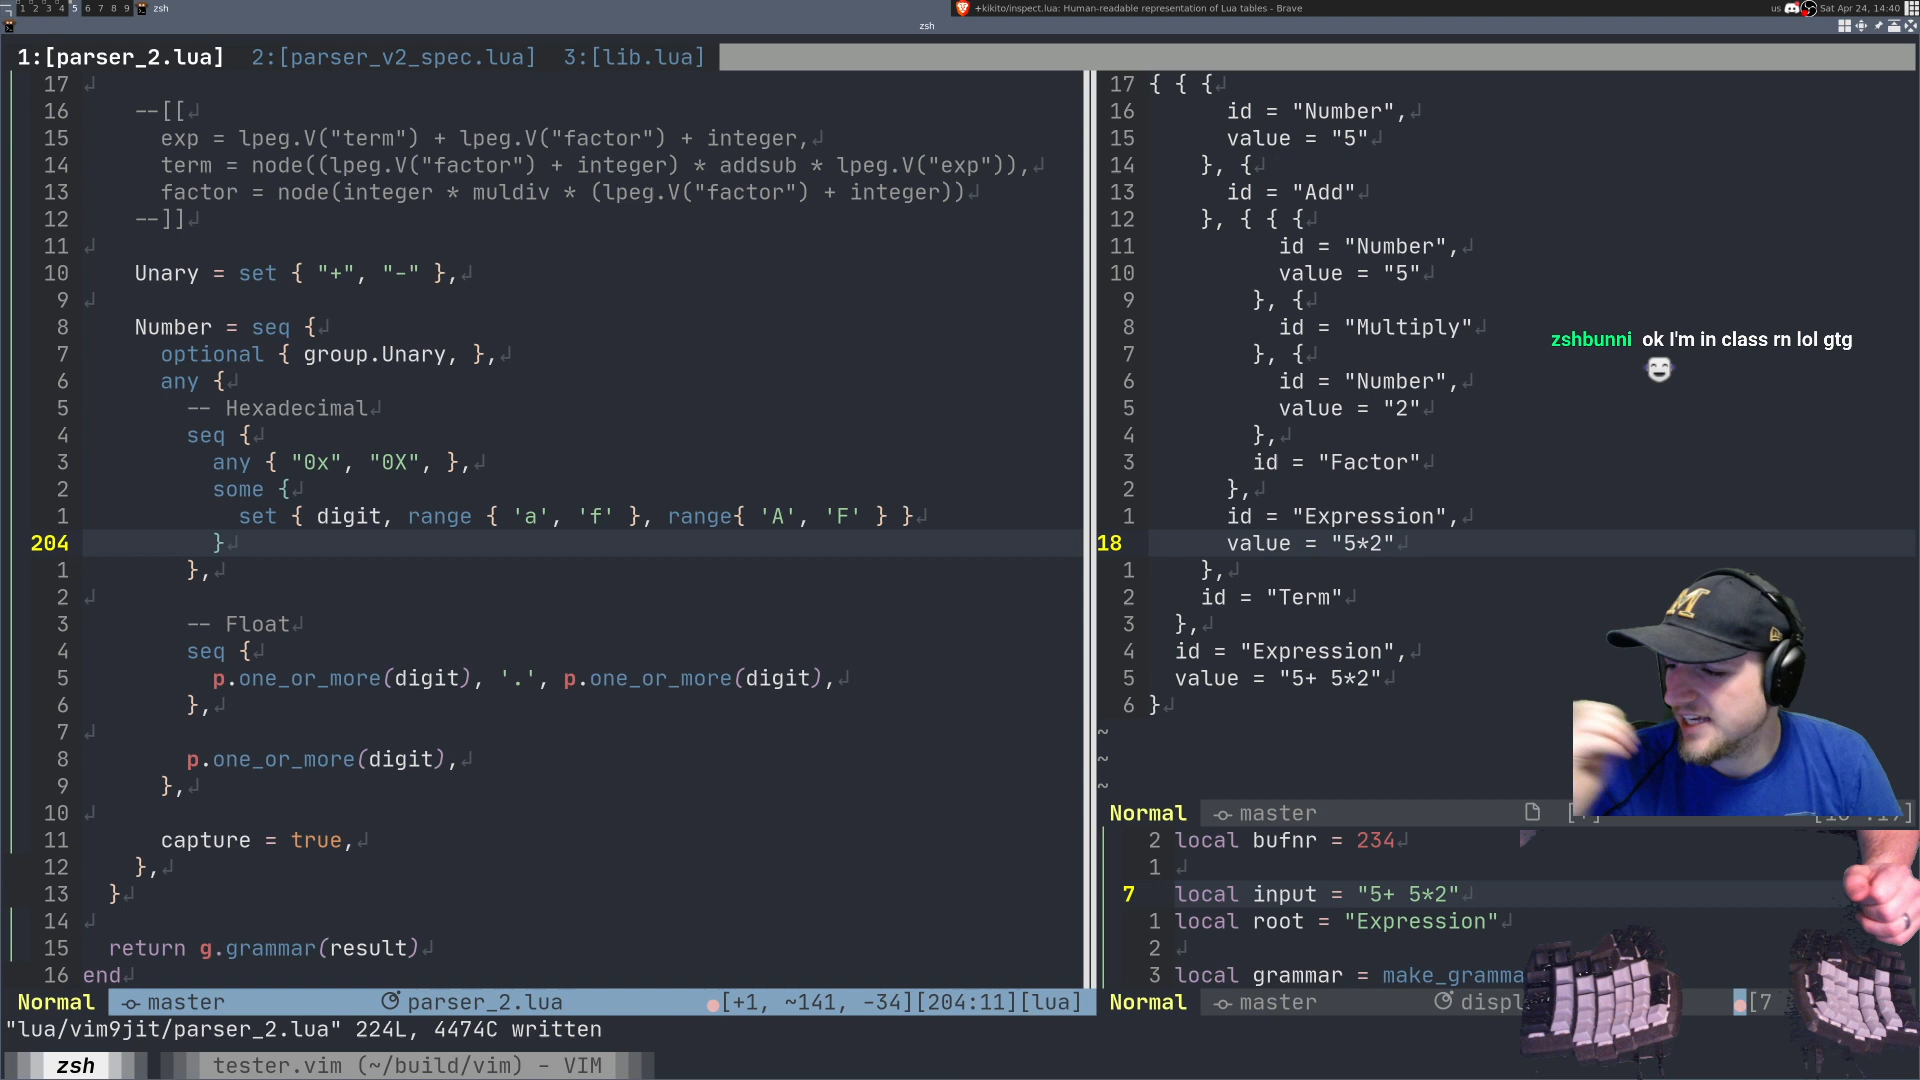 1 2 3 4 5 6 7 8 9 zsh
+kikito/inspect.lua: Human-readable representation of Lua tables - Brave
us Sat Apr 24, 14:40
zsh
1:[parser_2.lua] 2:[parser_v2_spec.lua] 3:[lib.lua]
17
16 --[[
15 exp = lpeg.V("term") + lpeg.V("factor") + integer,
14 term = node((lpeg.V("factor") + integer) * addsub * lpeg.V("exp")),
13 factor = node(integer * muldiv * (lpeg.V("factor") + integer))
12 --]]
11
10 Unary = set { "+", "-" },
9
8 Number = seq {
7 optional { group.Unary, },
6 any {
5 -- Hexadecimal
4 seq {
3 any { "0x", "0X", },
2 some {
1 set { digit, range { 'a', 'f' }, range{ 'A', 'F' } }
204 }
1 },
2
3 -- Float
4 seq {
5 p.one_or_more(digit), '.', p.one_or_more(digit),
6 },
7
8 p.one_or_more(digit),
9 },
10
11 capture = true,
12 },
13 }
14
15 return g.grammar(result)
16 end
Normal master parser_2.lua [+1, ~141, -34][204:11][lua]
"lua/vim9jit/parser_2.lua" 224L, 4474C written
zsh tester.vim (~/build/vim) - VIM
17 { { {
16 id = "Number",
15 value = "5"
14 }, {
13 id = "Add"
12 }, { { {
11 id = "Number",
10 value = "5"
9 }, {
8 id = "Multiply"
7 }, {
6 id = "Number",
5 value = "2"
4 },
3 id = "Factor"
2 },
1 id = "Expression",
18 value = "5*2"
1 },
2 id = "Term"
3 },
4 id = "Expression",
5 value = "5+ 5*2"
6 }
~
~
~
Normal master
2 local bufnr = 234
1
7 local input = "5+ 5*2"
1 local root = "Expression"
2
3 local grammar = make_gramma
Normal master displ [7
zshbunni ok I'm in class rn lol gtg
M